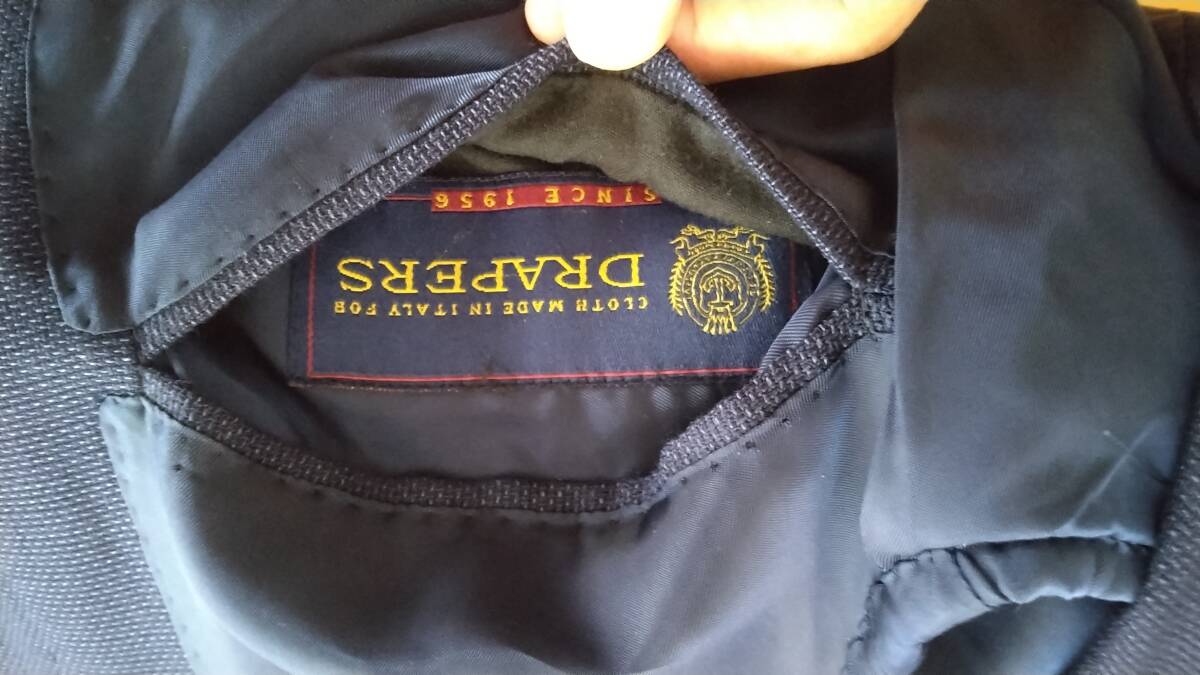 CLOTH MADE IN ITALY FOR
DRAPERS
SINCE 1956